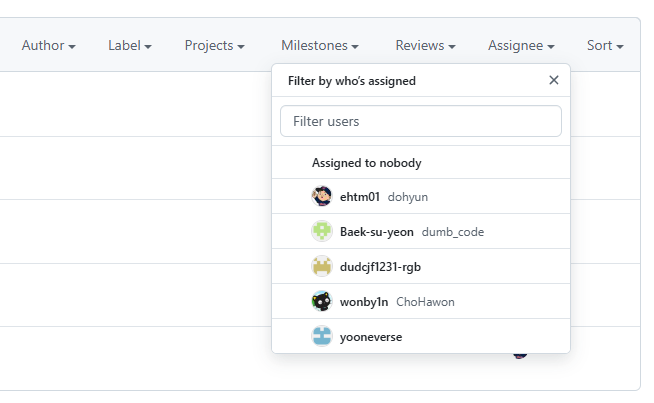 Author Label Projects Milestones Reviews Assignee Sort
Filter by who's assigned
Filter users
Assigned to nobody
ehtm01 dohyun
Baek-su-yeon dumb_code
dudcjf1231-rgb
wonby1n ChoHawon
yooneverse